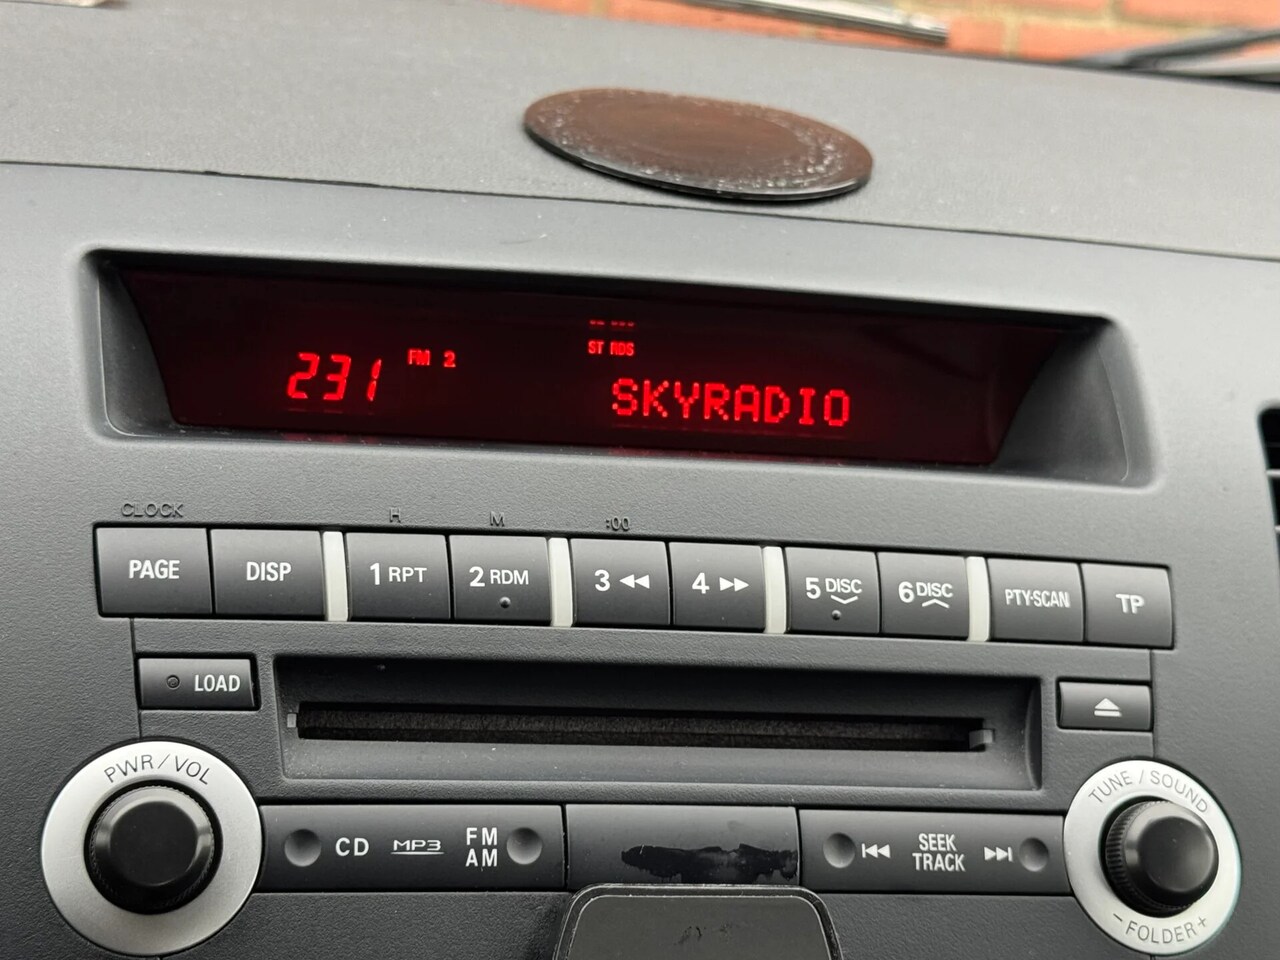 231 FM 2
ST RDS
SKYRADIO
CLOCK H M :00
PAGE DISP 1 RPT 2 RDM 3 4 5 DISC 6 DISC PTY·SCAN TP
LOAD
PWR / VOL
TUNE / SOUND
CD MP3 FM AM
SEEK TRACK
− FOLDER +